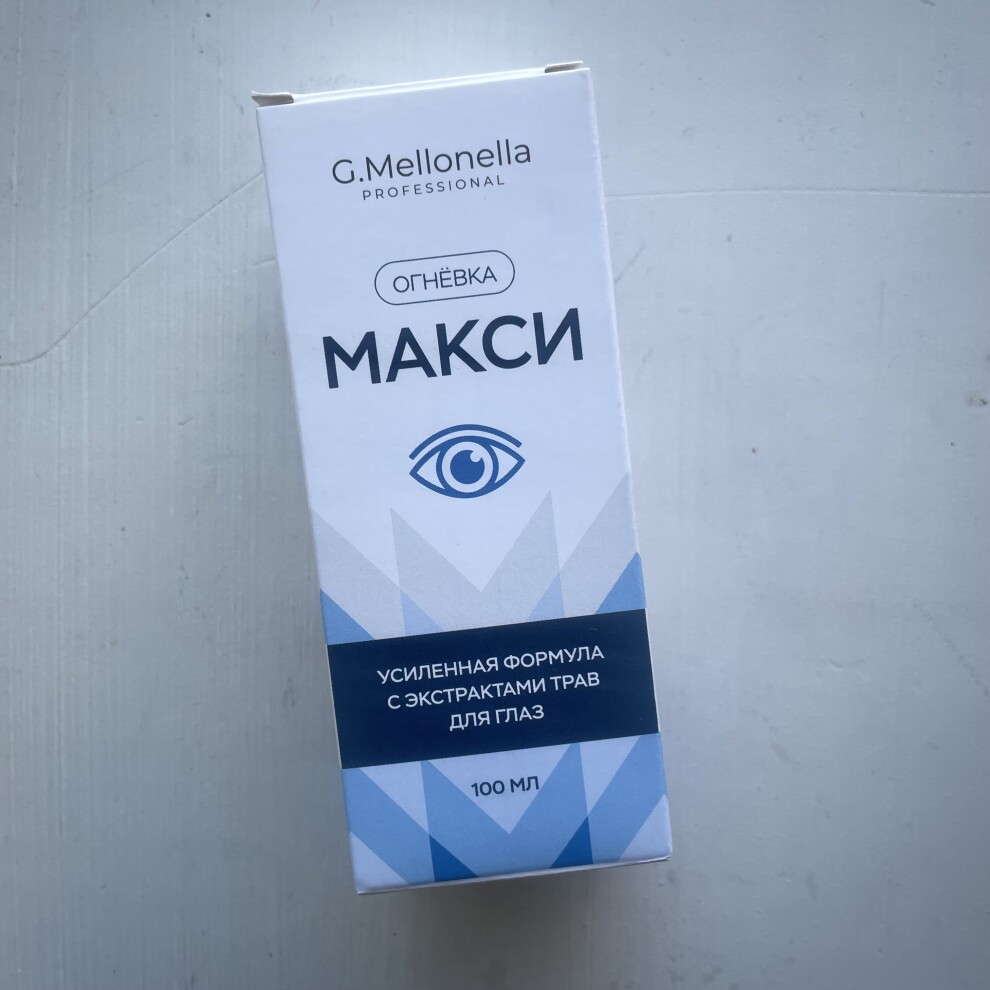 G.Mellonella
PROFESSIONAL
ОГНЁВКА
МАКСИ
УСИЛЕННАЯ ФОРМУЛА
С ЭКСТРАКТАМИ ТРАВ
ДЛЯ ГЛАЗ
100 МЛ